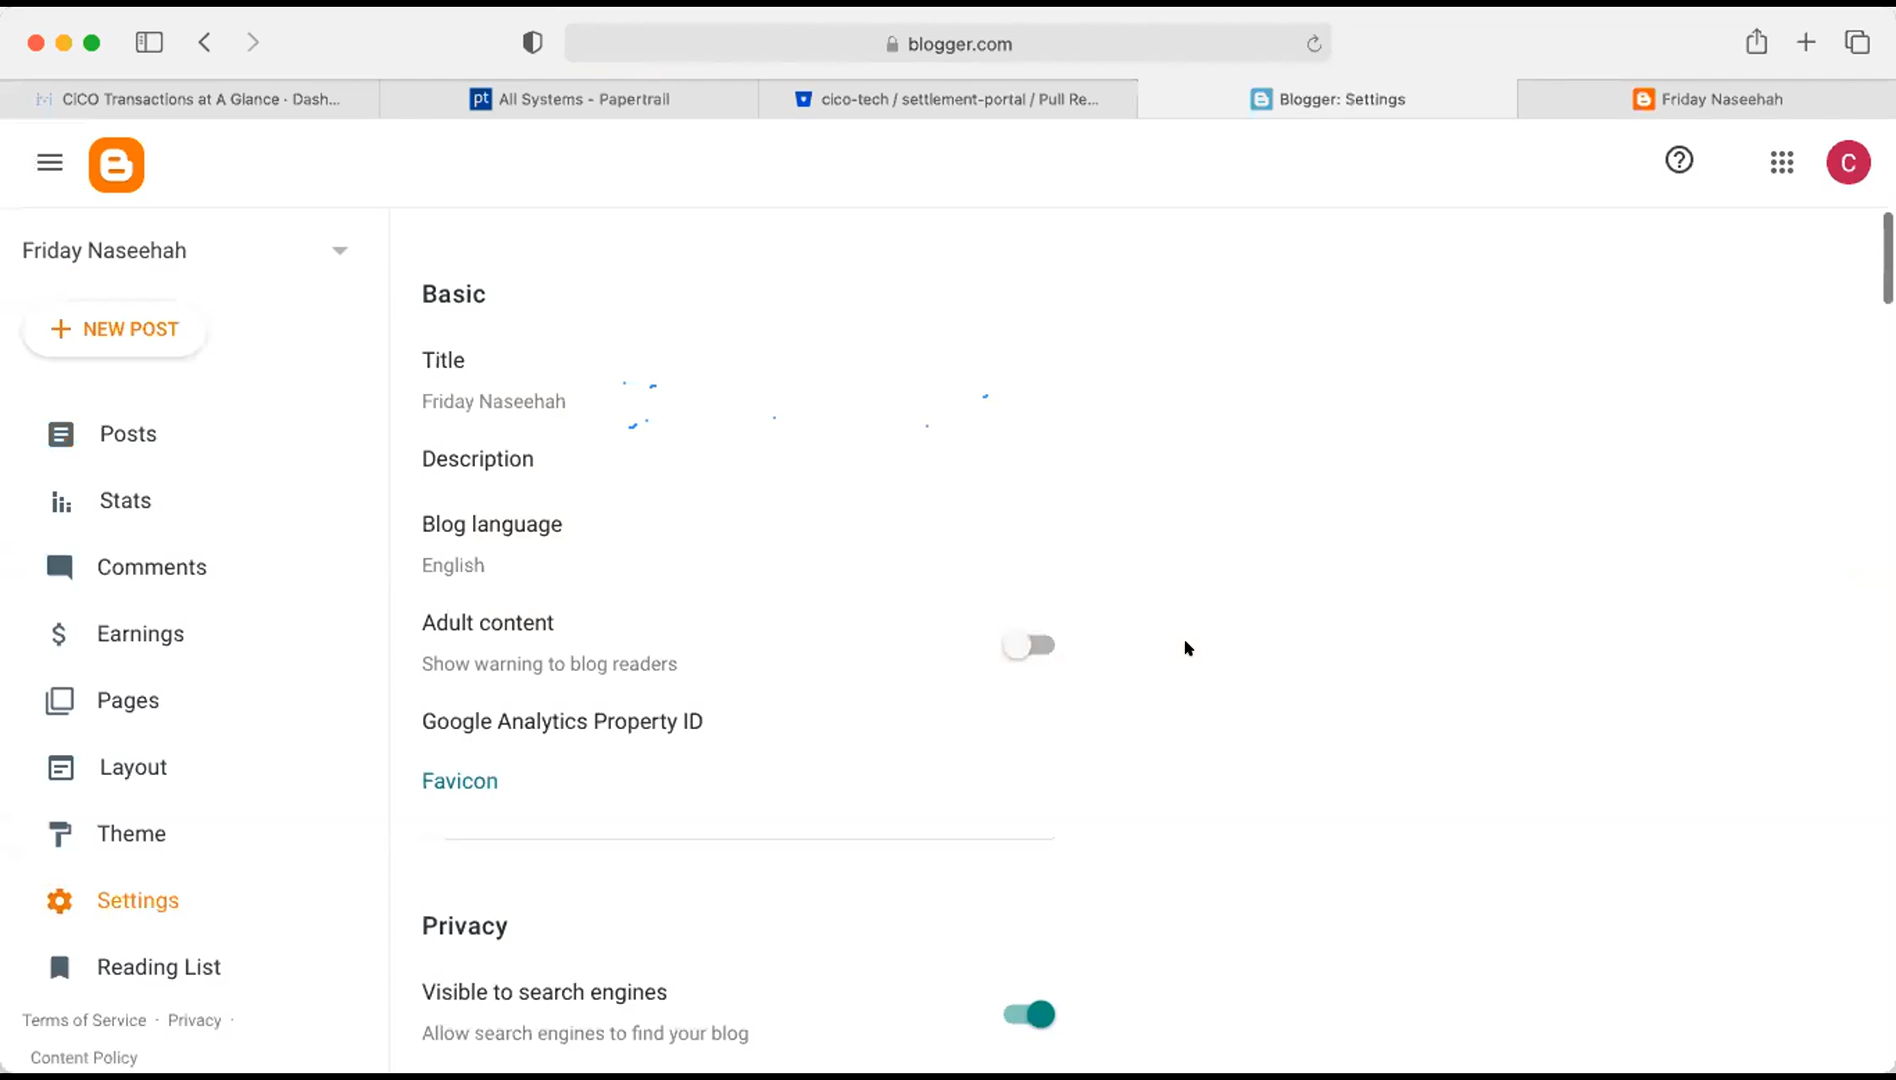 blogger.com
CICO Transactions at A Glance · Dash...
pt All Systems - Papertrail
cico-tech / settlement-portal / Pull Re...
Blogger: Settings
Friday Naseehah
C
Friday Naseehah
+ NEW POST
Posts
Stats
Comments
Earnings
Pages
Layout
Theme
Settings
Reading List
Terms of Service · Privacy ·
Content Policy
Basic
Title
Friday Naseehah
Description
Blog language
English
Adult content
Show warning to blog readers
Google Analytics Property ID
Favicon
Privacy
Visible to search engines
Allow search engines to find your blog